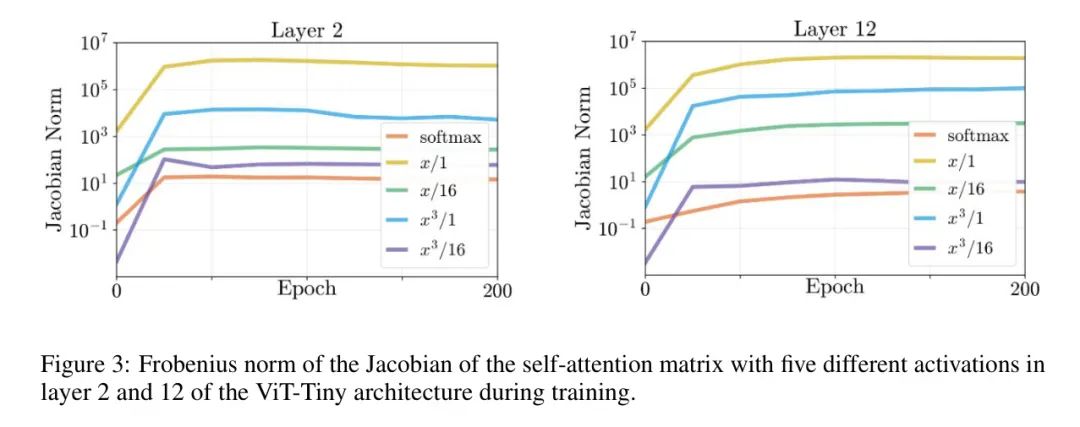 Layer 2
10^7
10^5
10^3
10^1
10^-1
Jacobian Norm
softmax
x/1
x/16
x^3/1
x^3/16
0
Epoch
200
Layer 12
10^7
10^5
10^3
10^1
10^-1
Jacobian Norm
softmax
x/1
x/16
x^3/1
x^3/16
0
Epoch
200
Figure 3: Frobenius norm of the Jacobian of the self-attention matrix with five different activations in
layer 2 and 12 of the ViT-Tiny architecture during training.